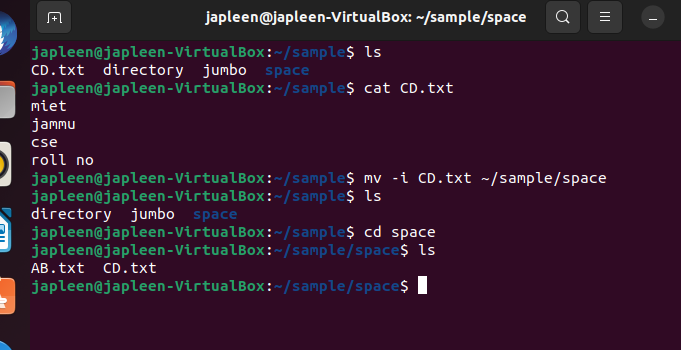 japleen@japleen-VirtualBox: ~/sample/space
japleen@japleen-VirtualBox:~/sample$ ls
CD.txt  directory  jumbo  space
japleen@japleen-VirtualBox:~/sample$ cat CD.txt
miet
jammu
cse
roll no
japleen@japleen-VirtualBox:~/sample$ mv -i CD.txt ~/sample/space
japleen@japleen-VirtualBox:~/sample$ ls
directory  jumbo  space
japleen@japleen-VirtualBox:~/sample$ cd space
japleen@japleen-VirtualBox:~/sample/space$ ls
AB.txt  CD.txt
japleen@japleen-VirtualBox:~/sample/space$